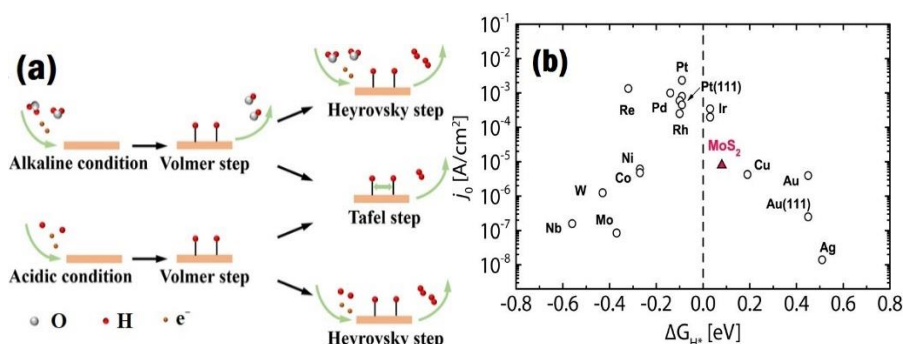 (a)
Heyrovsky step
Alkaline condition
Volmer step
Tafel step
Acidic condition
Volmer step
Heyrovsky step
O
H
e⁻
(b)
10⁻¹
10⁻²
10⁻³
10⁻⁴
10⁻⁵
10⁻⁶
10⁻⁷
10⁻⁸
j₀ [A/cm²]
Pt
Pt(111)
Re
Pd
Ir
Rh
MoS₂
Ni
Co
Cu
W
Au
Au(111)
Nb
Mo
Ag
-0.8 -0.6 -0.4 -0.2 0.0 0.2 0.4 0.6 0.8
ΔG_H* [eV]